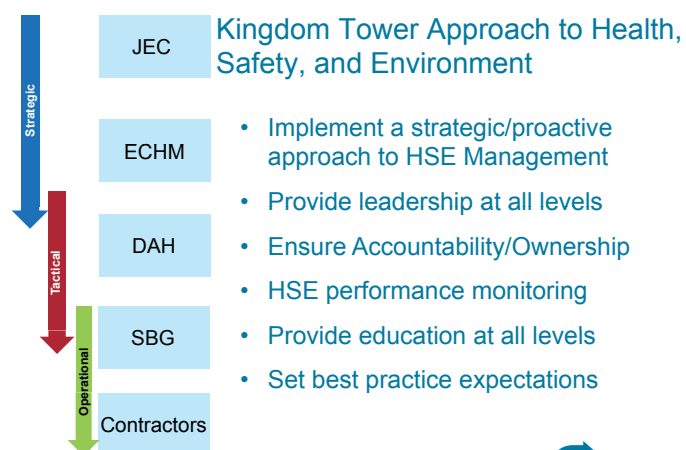 JEC
Kingdom Tower Approach to Health,
Safety, and Environment
Strategic
ECHM
• Implement a strategic/proactive
approach to HSE Management
• Provide leadership at all levels
DAH
• Ensure Accountability/Ownership
Tactical
• HSE performance monitoring
SBG
• Provide education at all levels
• Set best practice expectations
Operational
Contractors